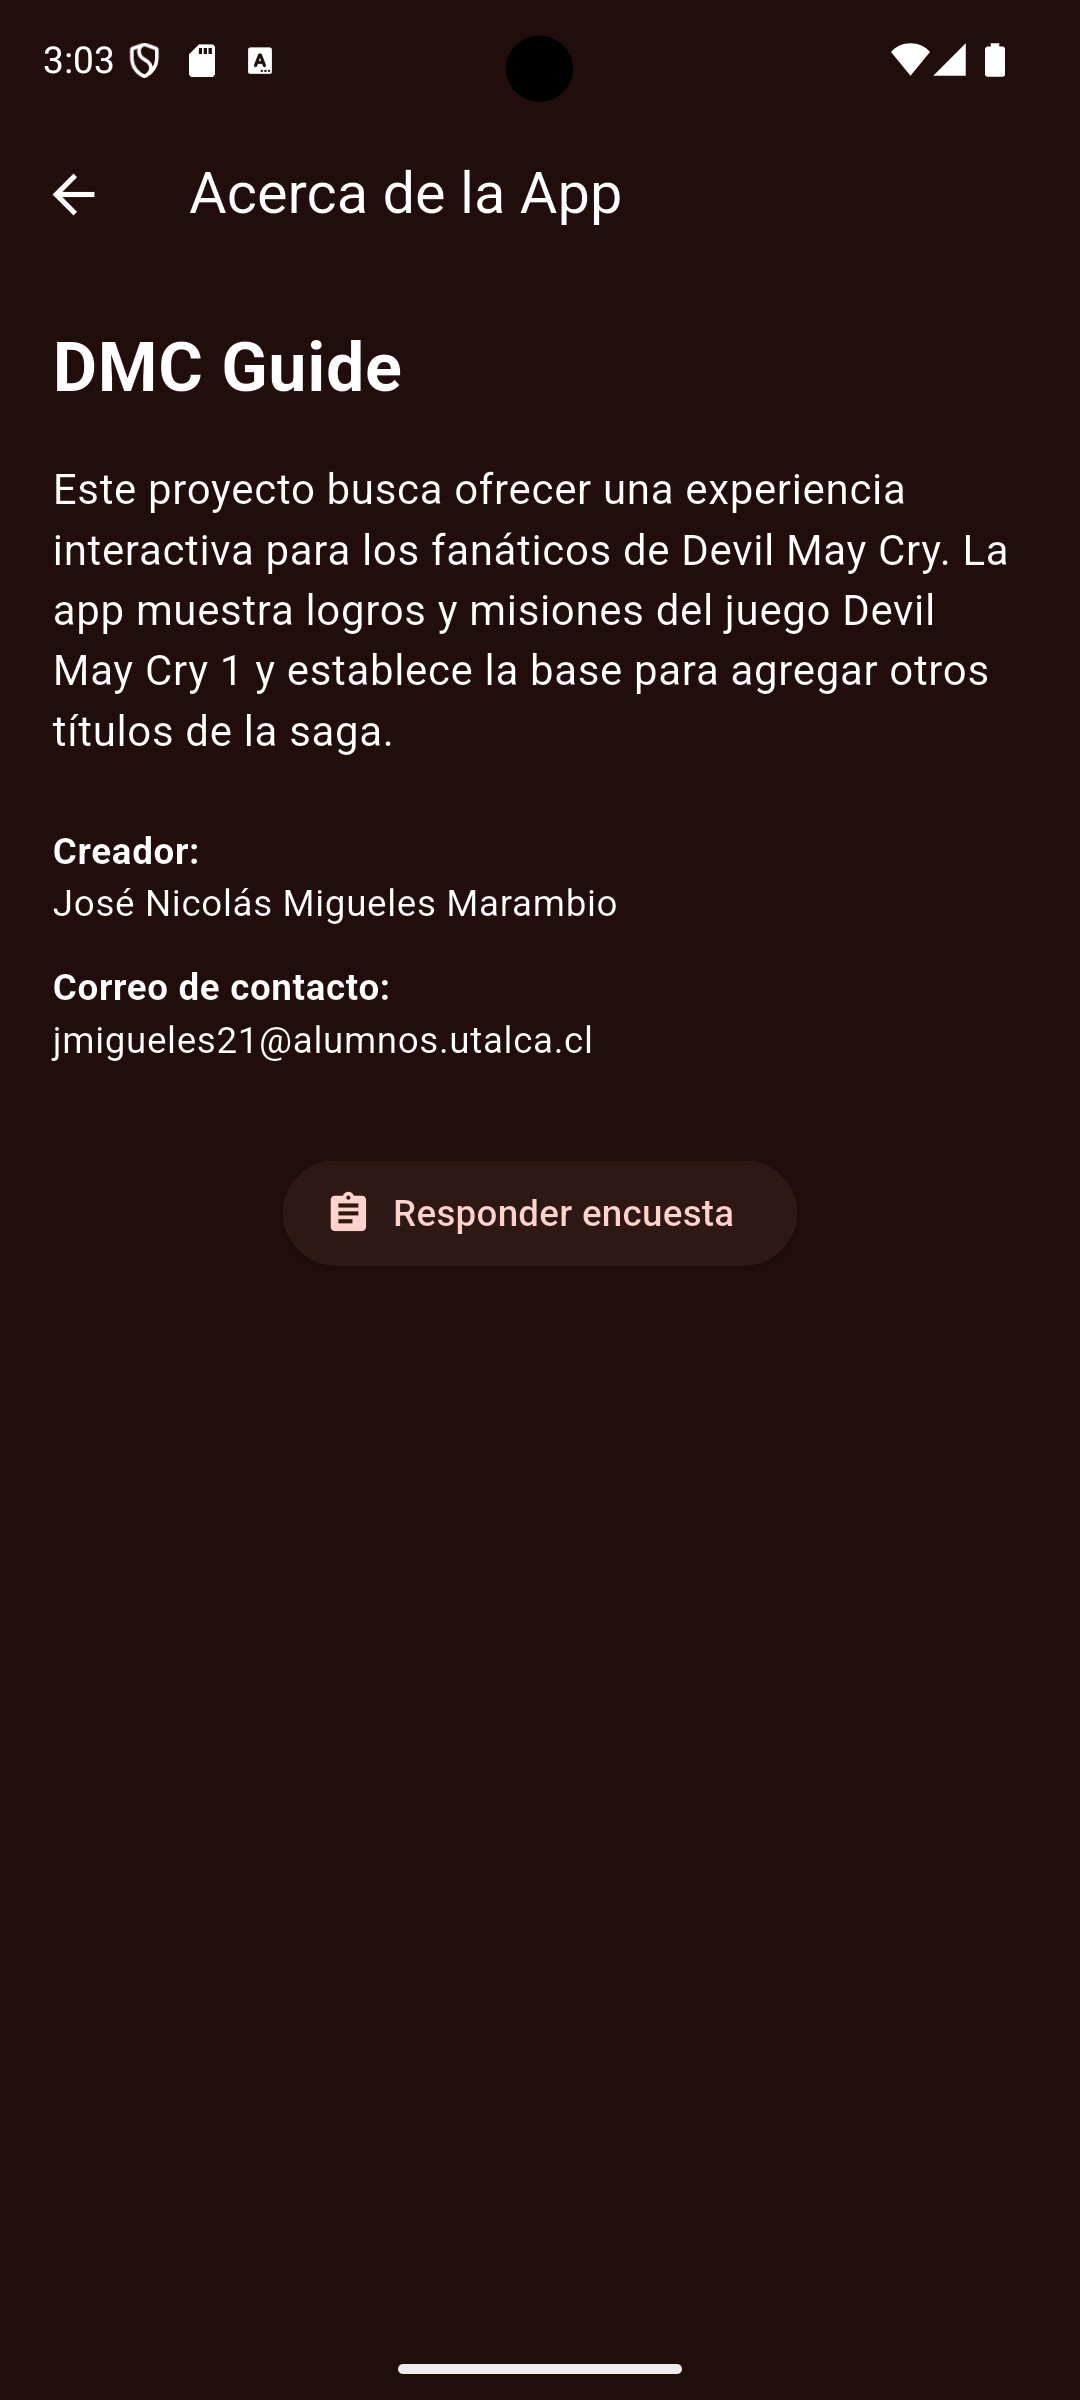 3:03
Acerca de la App
DMC Guide
Este proyecto busca ofrecer una experiencia
interactiva para los fanáticos de Devil May Cry. La
app muestra logros y misiones del juego Devil
May Cry 1 y establece la base para agregar otros
títulos de la saga.
Creador:
José Nicolás Migueles Marambio
Correo de contacto:
jmigueles21@alumnos.utalca.cl
Responder encuesta